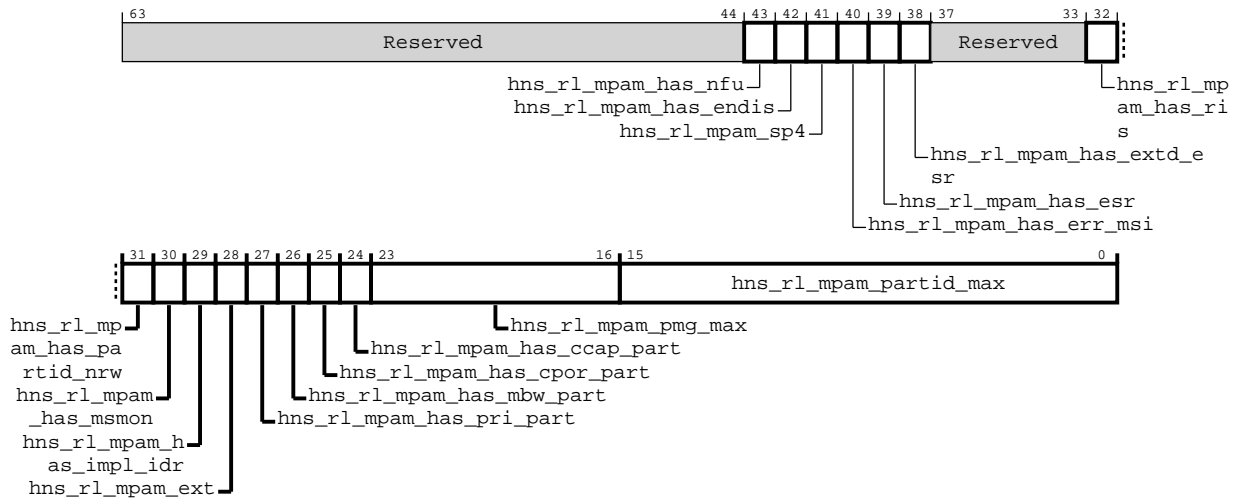 63 44 43 42 41 40 39 38 37 33 32
Reserved Reserved
hns_rl_mpam_has_nfu
hns_rl_mp
am_has_ri
s
hns_rl_mpam_has_endis
hns_rl_mpam_sp4
hns_rl_mpam_has_extd_e
sr
hns_rl_mpam_has_esr
hns_rl_mpam_has_err_msi
31 30 29 28 27 26 25 24 23 16 15 0
hns_rl_mpam_partid_max
hns_rl_mp
am_has_pa
rtid_nrw
hns_rl_mpam_pmg_max
hns_rl_mpam_has_ccap_part
hns_rl_mpam_has_cpor_part
hns_rl_mpam
_has_msmon
hns_rl_mpam_has_mbw_part
hns_rl_mpam_has_pri_part
hns_rl_mpam_h
as_impl_idr
hns_rl_mpam_ext